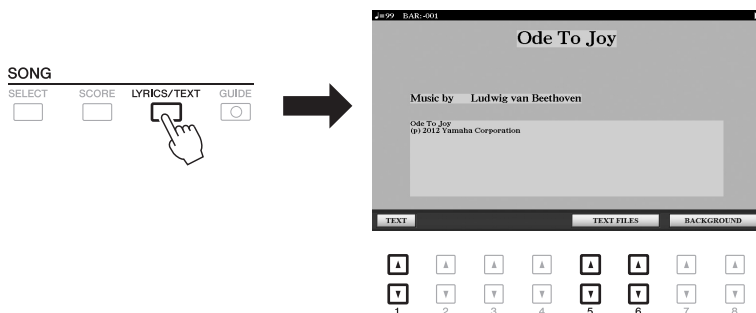 SONG
SELECT SCORE LYRICS/TEXT GUIDE
♩=99 BAR:-001
Ode To Joy
Music by Ludwig van Beethoven
Ode To Joy
(p) 2012 Yamaha Corporation
TEXT TEXT FILES BACKGROUND
1 2 3 4 5 6 7 8